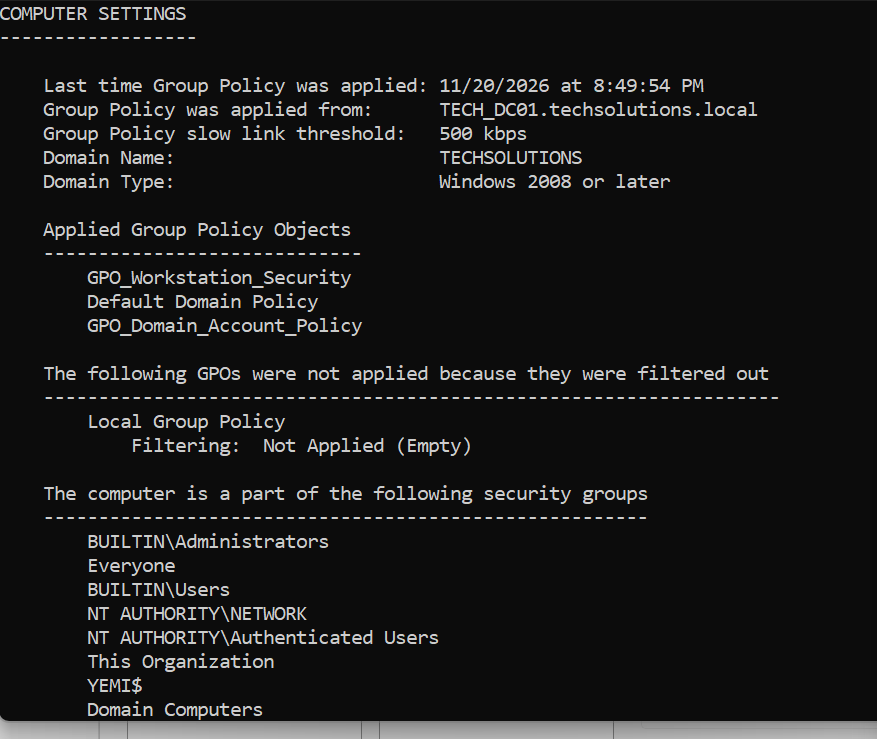 COMPUTER SETTINGS
------------------
Last time Group Policy was applied: 11/20/2026 at 8:49:54 PM
Group Policy was applied from:      TECH_DC01.techsolutions.local
Group Policy slow link threshold:   500 kbps
Domain Name:                        TECHSOLUTIONS
Domain Type:                        Windows 2008 or later
Applied Group Policy Objects
-----------------------------
GPO_Workstation_Security
Default Domain Policy
GPO_Domain_Account_Policy
The following GPOs were not applied because they were filtered out
-------------------------------------------------------------------
Local Group Policy
Filtering:  Not Applied (Empty)
The computer is a part of the following security groups
-------------------------------------------------------
BUILTIN\Administrators
Everyone
BUILTIN\Users
NT AUTHORITY\NETWORK
NT AUTHORITY\Authenticated Users
This Organization
YEMI$
Domain Computers